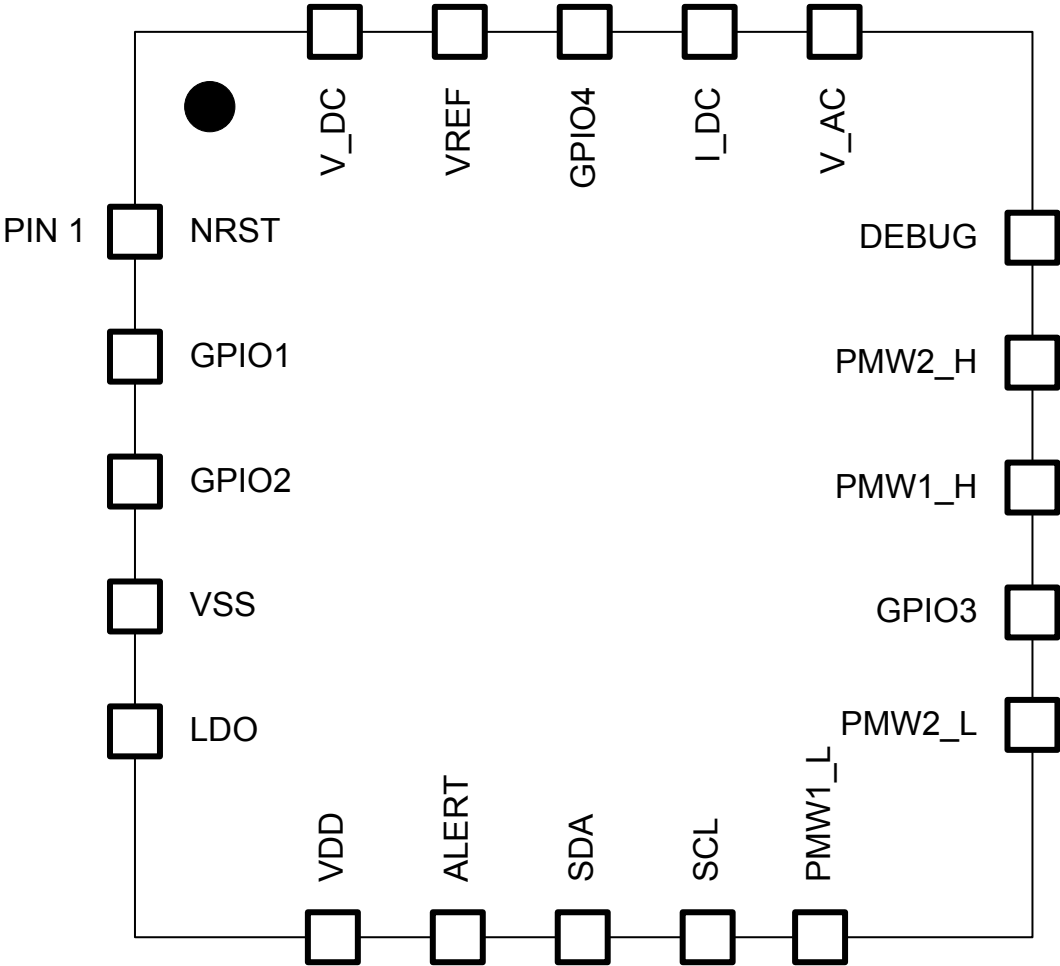 V_DC
VREF
GPIO4
I_DC
V_AC
PIN 1
NRST
DEBUG
GPIO1
PMW2_H
GPIO2
PMW1_H
VSS
GPIO3
LDO
PMW2_L
VDD
ALERT
SDA
SCL
PMW1_L